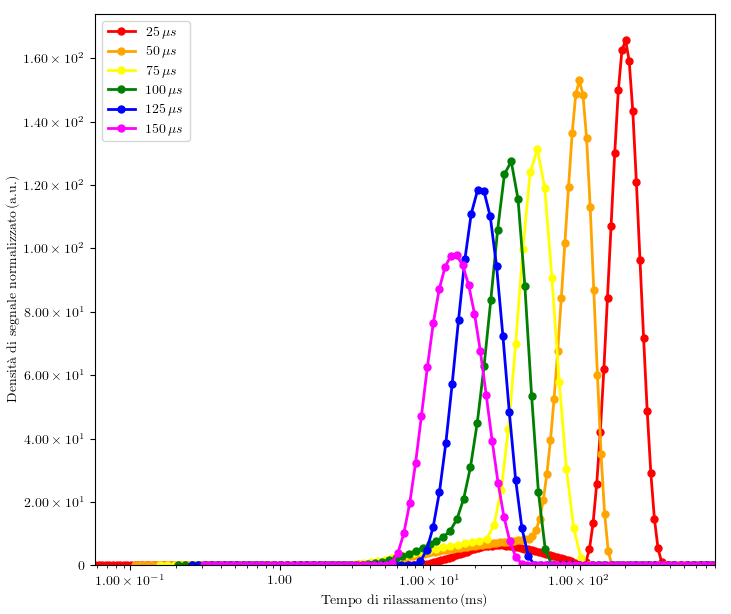 25 μs
50 μs
75 μs
100 μs
125 μs
150 μs
Densità di segnale normalizzato (a.u.)
1.60 × 10²
1.40 × 10²
1.20 × 10²
1.00 × 10²
8.00 × 10¹
6.00 × 10¹
4.00 × 10¹
2.00 × 10¹
0
1.00 × 10⁻¹ 1.00 1.00 × 10¹ 1.00 × 10²
Tempo di rilassamento (ms)